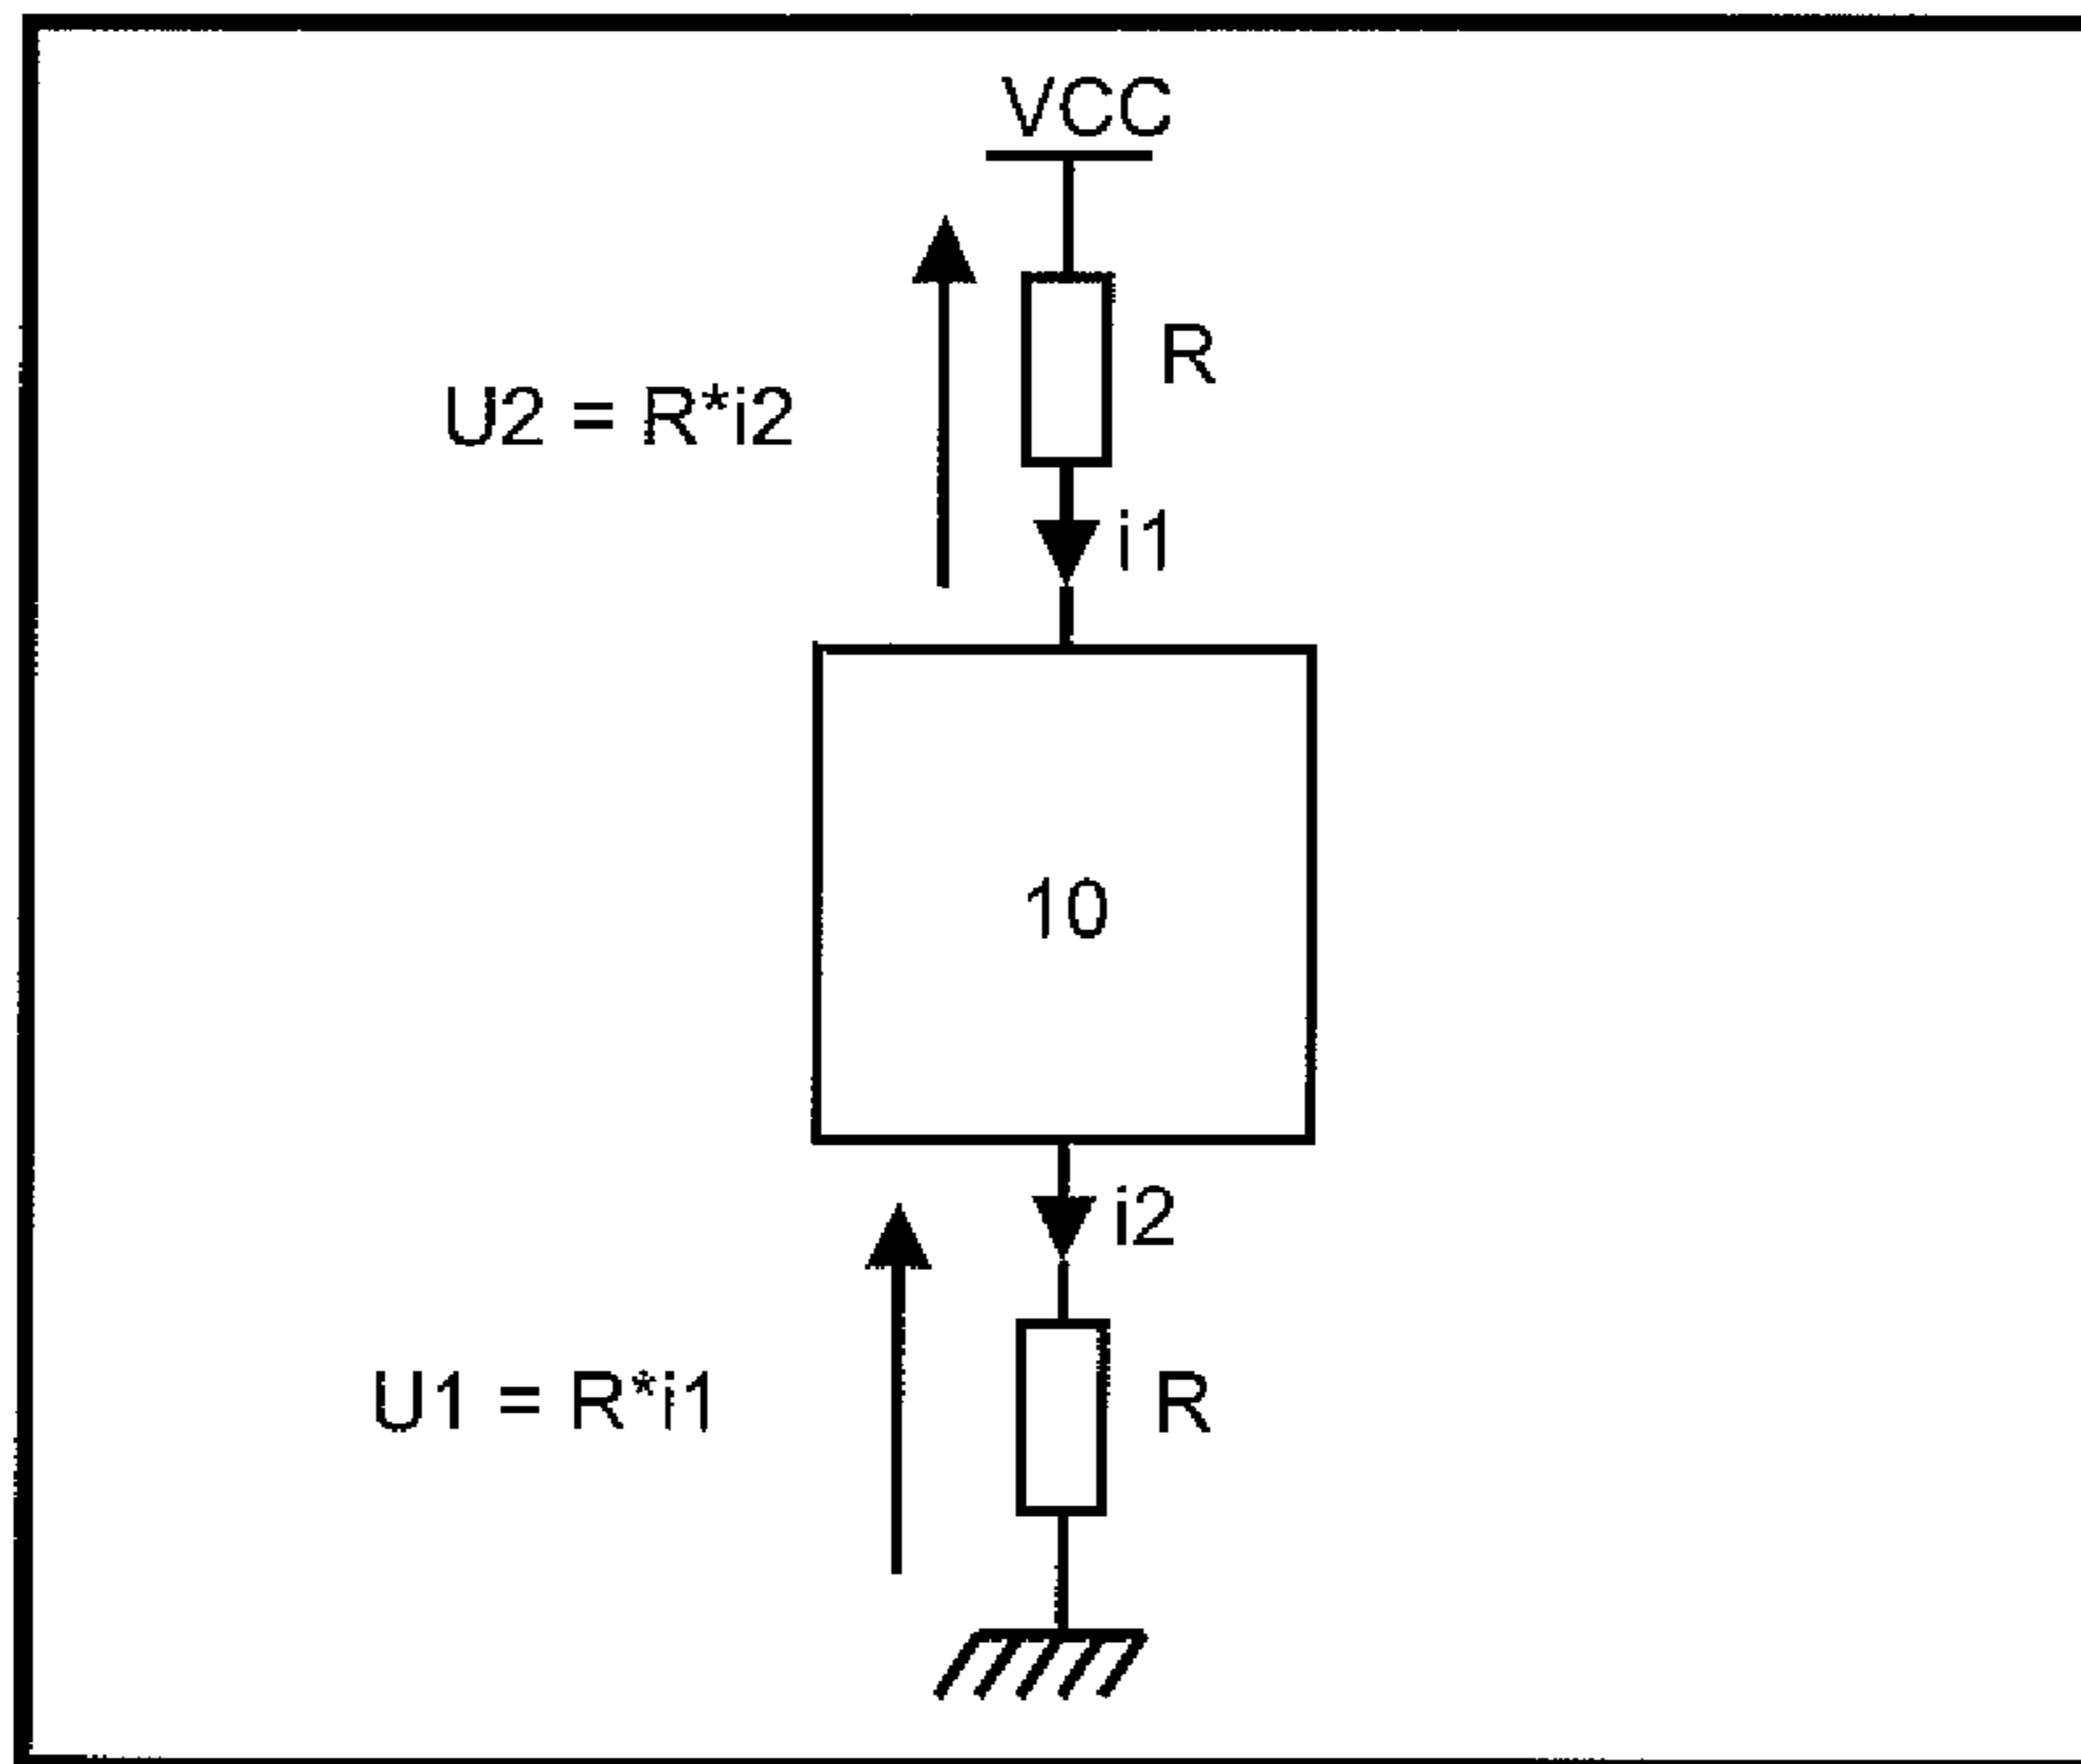 VCC
R
U2 = R*i2
i1
10
i2
U1 = R*i1
R